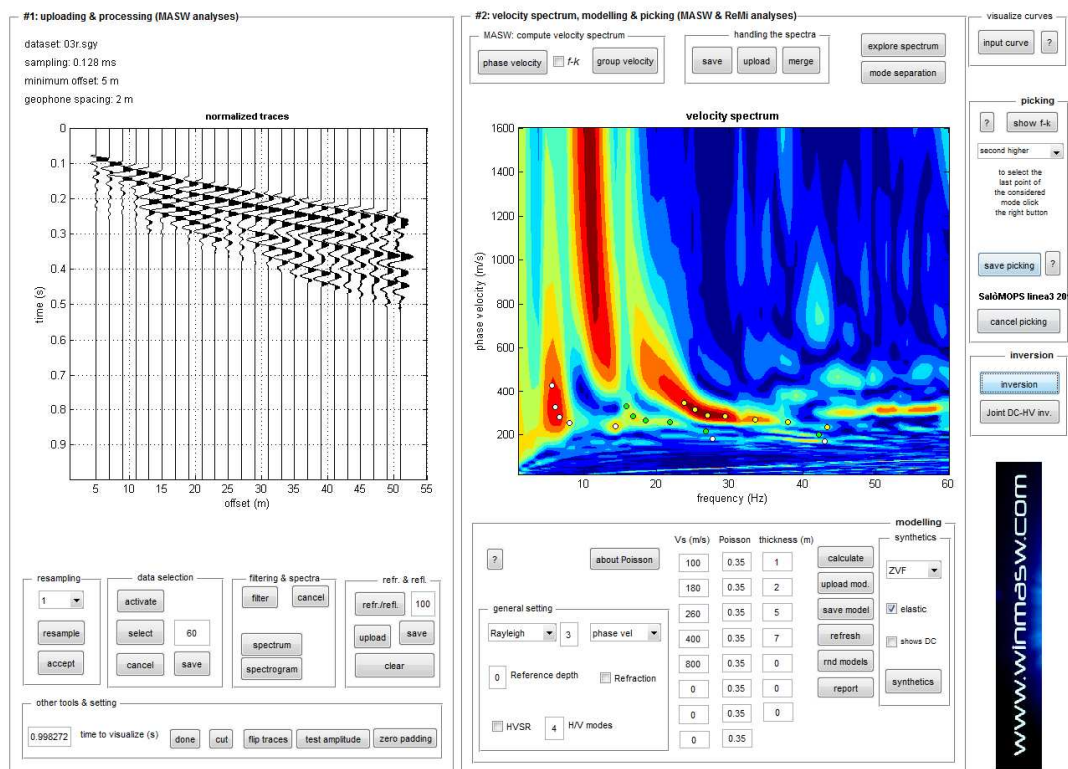 #1: uploading & processing (MASW analyses)
dataset: 03r.sgy
sampling: 0.128 ms
minimum offset: 5 m
geophone spacing: 2 m
normalized traces
0
0.1
0.2
0.3
0.4
0.5
0.6
0.7
0.8
0.9
time (s)
5 10 15 20 25 30 35 40 45 50 55
offset (m)
resampling
1
resample
accept
data selection
activate
select 60
cancel save
filtering & spectra
filter cancel
spectrum
spectrogram
refr. & refl.
refr./refl. 100
upload save
clear
other tools & setting
0.998272 time to visualize (s) done cut flip traces test amplitude zero padding
#2: velocity spectrum, modelling & picking (MASW & ReMi analyses)
MASW: compute velocity spectrum
phase velocity f-k group velocity
handling the spectra
save upload merge
explore spectrum
mode separation
velocity spectrum
1600
1400
1200
1000
800
600
400
200
phase velocity (m/s)
10 20 30 40 50 60
frequency (Hz)
modelling
? about Poisson
general setting
Rayleigh 3 phase vel
0 Reference depth Refraction
HVSR 4 H/V modes
Vs (m/s) Poisson thickness (m)
100 0.35 1
180 0.35 2
260 0.35 5
400 0.35 7
800 0.35 0
0 0.35 0
0 0.35 0
0 0.35
calculate
upload mod.
save model
refresh
rnd models
report
synthetics
ZVF
elastic
shows DC
synthetics
visualize curves
input curve ?
picking
? show f-k
second higher
to select the
last point of
the considered
mode click
the right button
save picking ?
SalòMOPS linea3 20
cancel picking
inversion
inversion
Joint DC-HV inv.
www.winmasw.com